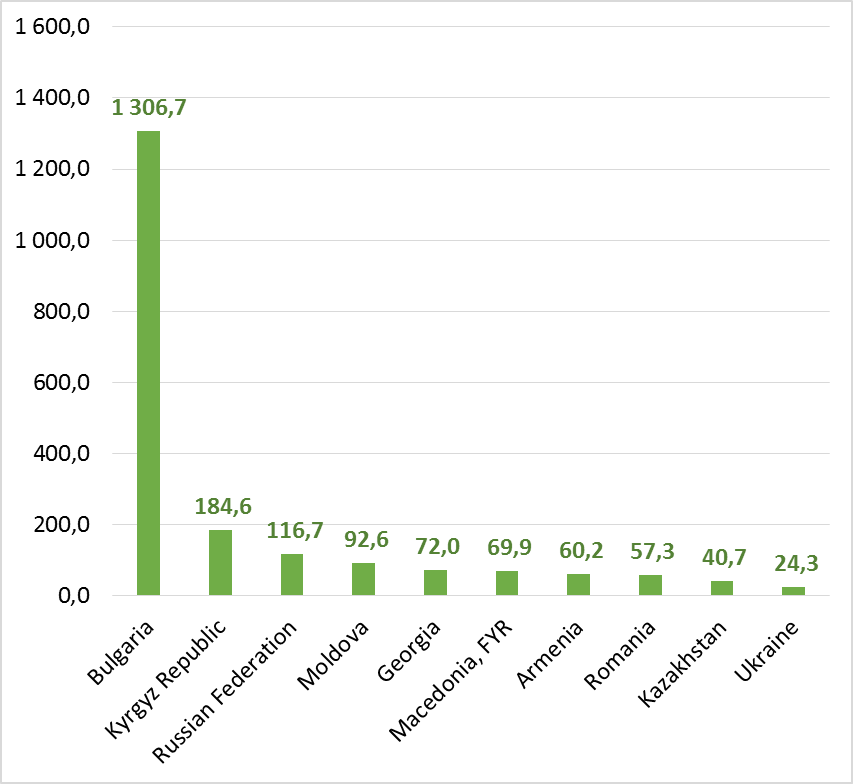 1 600,0
1 400,0
1 200,0
1 000,0
800,0
600,0
400,0
200,0
0,0
1 306,7
184,6
116,7
92,6
72,0
69,9
60,2
57,3
40,7
24,3
Bulgaria
Kyrgyz Republic
Russian Federation
Moldova
Georgia
Macedonia, FYR
Armenia
Romania
Kazakhstan
Ukraine